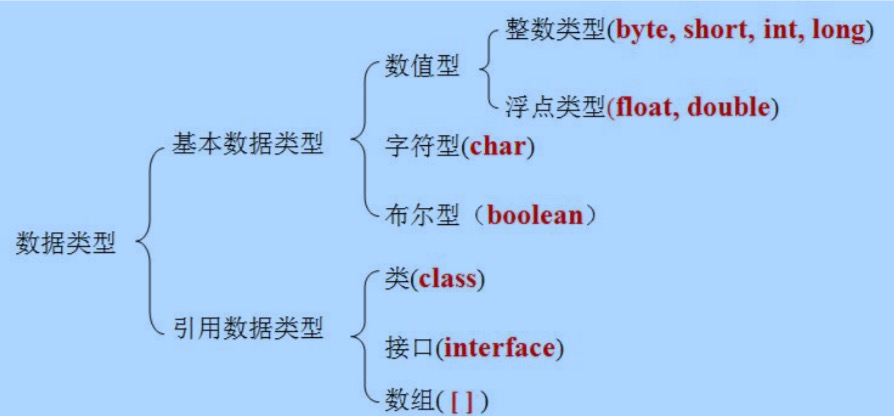 整数类型(byte, short, int, long)
数值型
浮点类型(float, double)
基本数据类型
字符型(char)
布尔型（boolean）
数据类型
类(class)
引用数据类型
接口(interface)
数组([ ])